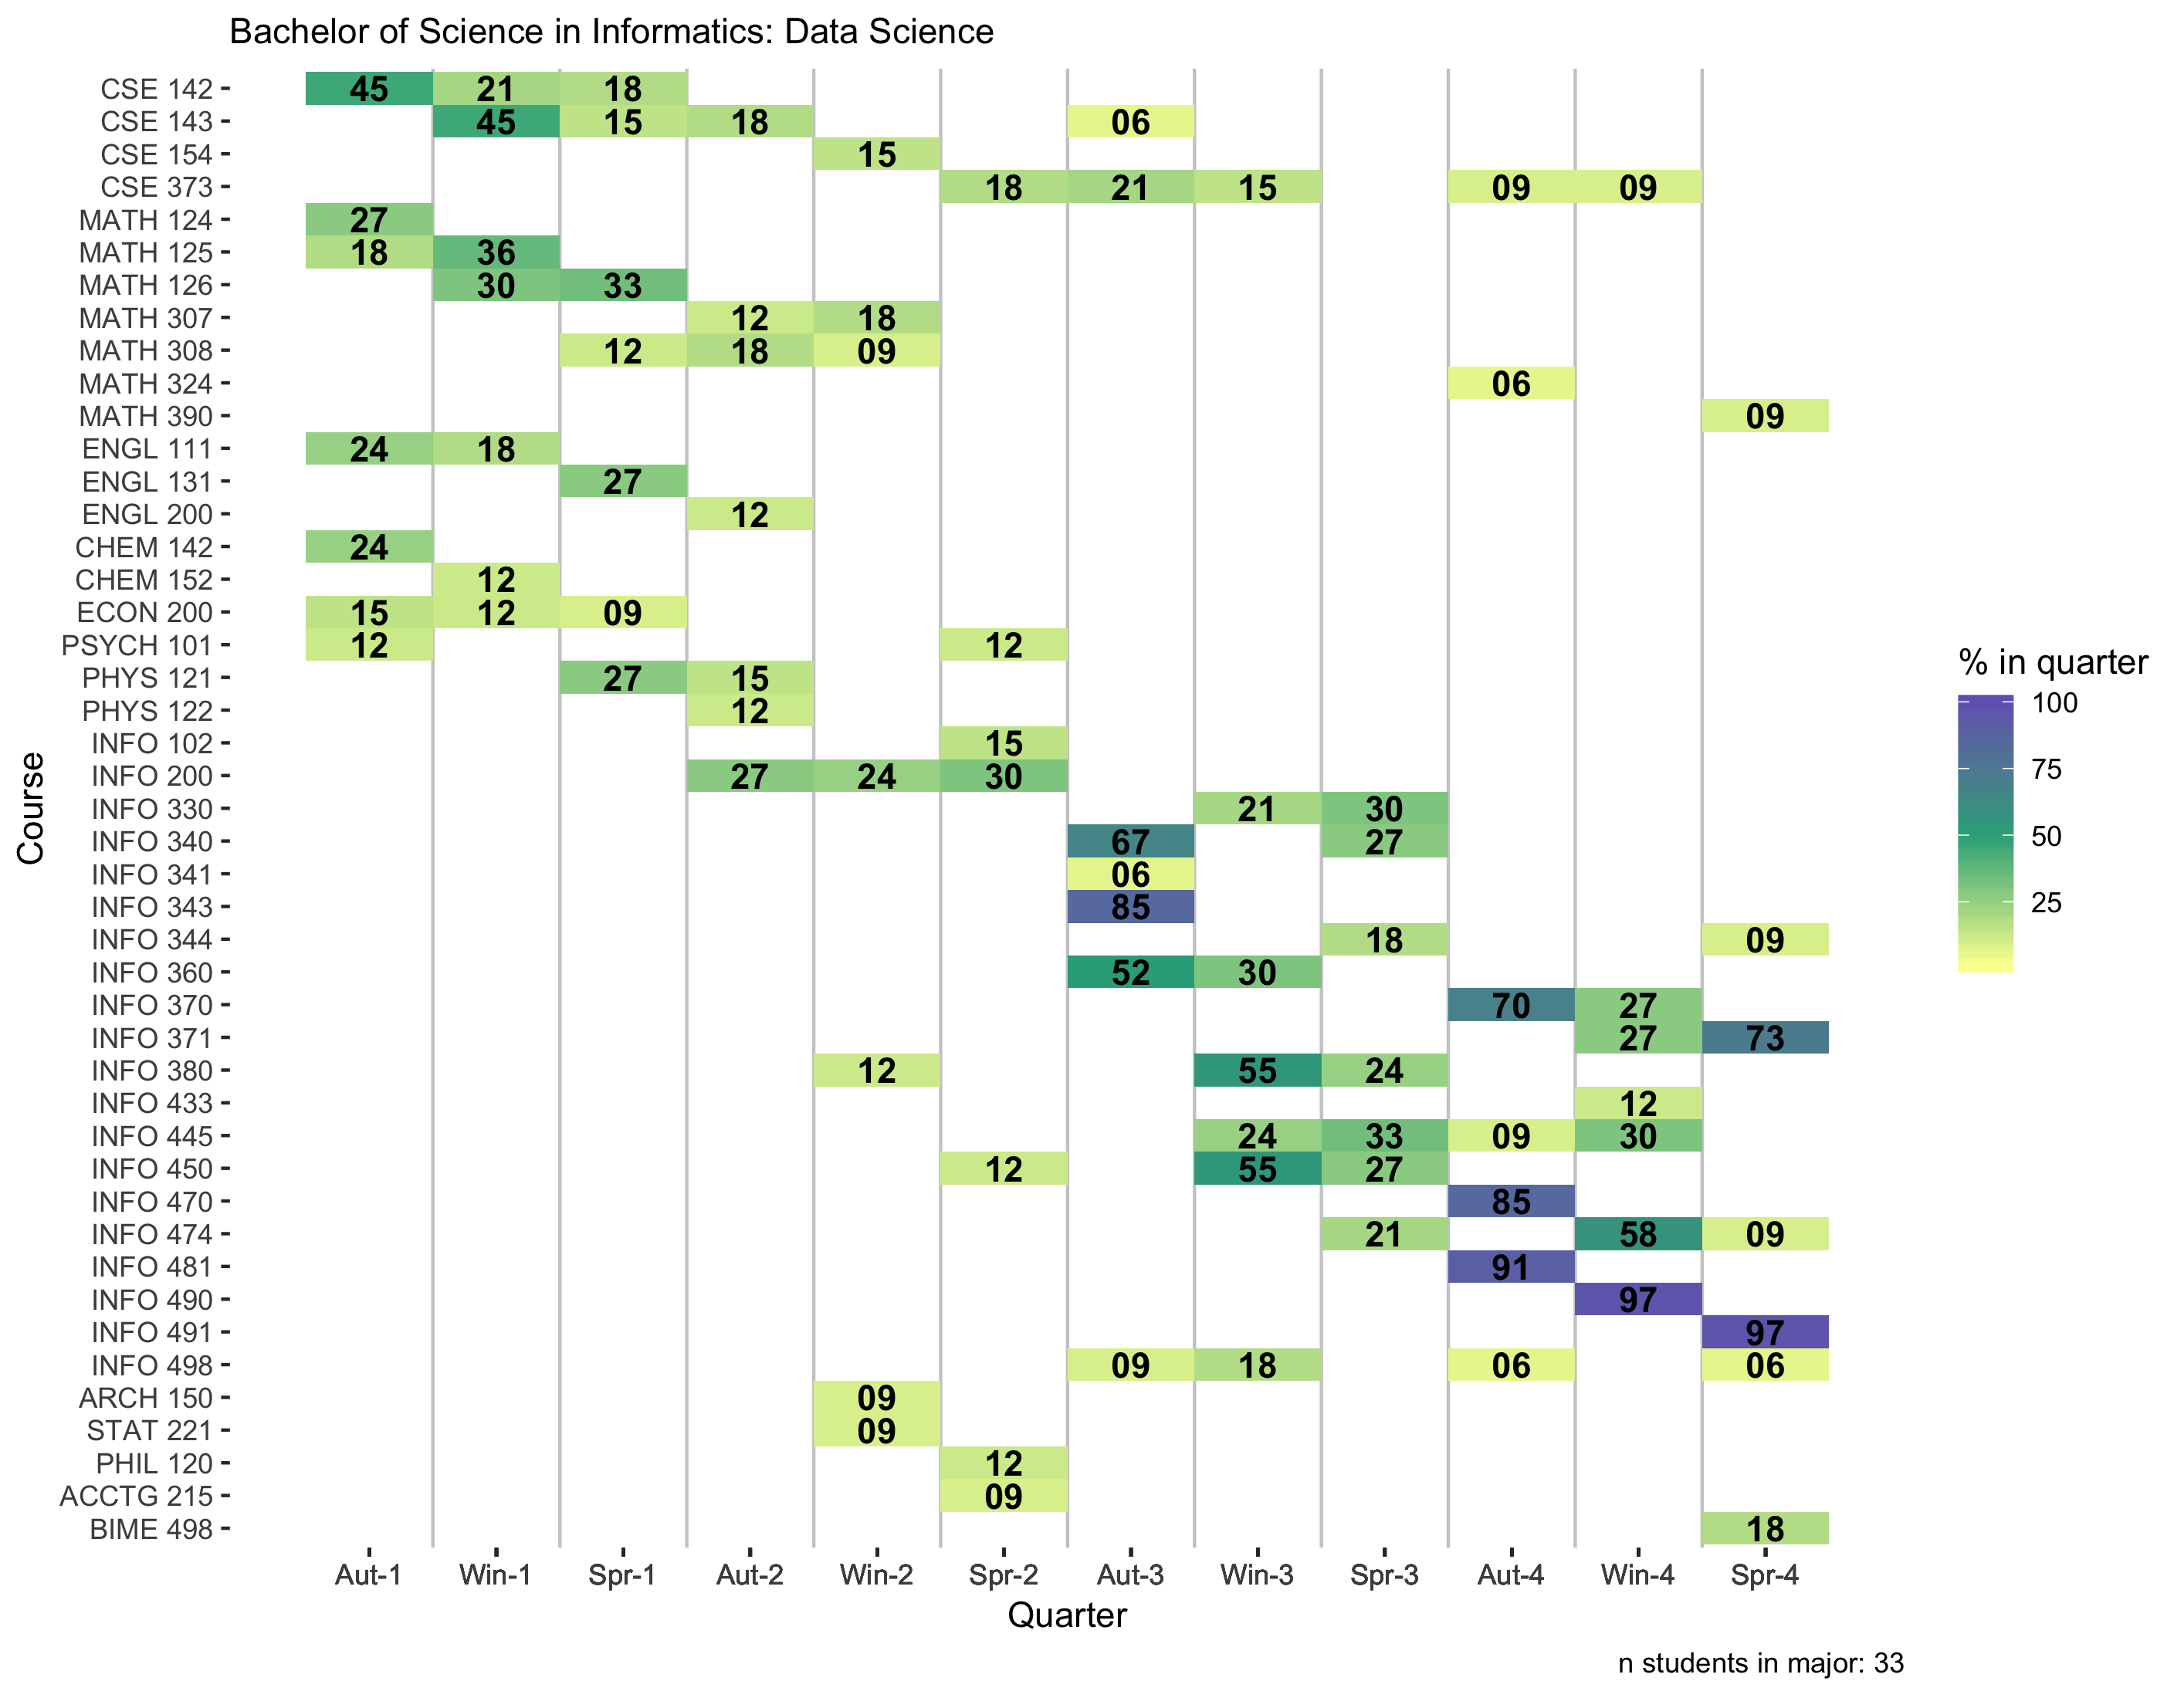 Bachelor of Science in Informatics: Data Science
CSE 142 45 21 18
CSE 143 45 15 18 06
CSE 154 15
CSE 373 18 21 15 09 09
MATH 124 27
MATH 125 18 36
MATH 126 30 33
MATH 307 12 18
MATH 308 12 18 09
MATH 324 06
MATH 390 09
ENGL 111 24 18
ENGL 131 27
ENGL 200 12
CHEM 142 24
CHEM 152 12
ECON 200 15 12 09
PSYCH 101 12 12
PHYS 121 27 15
PHYS 122 12
INFO 102 15
INFO 200 27 24 30
INFO 330 21 30
INFO 340 67 27
INFO 341 06
INFO 343 85
INFO 344 18 09
INFO 360 52 30
INFO 370 70 27
INFO 371 27 73
INFO 380 12 55 24
INFO 433 12
INFO 445 24 33 09 30
INFO 450 12 55 27
INFO 470 85
INFO 474 21 58 09
INFO 481 91
INFO 490 97
INFO 491 97
INFO 498 09 18 06 06
ARCH 150 09
STAT 221 09
PHIL 120 12
ACCTG 215 09
BIME 498 18
Aut-1 Win-1 Spr-1 Aut-2 Win-2 Spr-2 Aut-3 Win-3 Spr-3 Aut-4 Win-4 Spr-4
Quarter
Course
% in quarter
100
75
50
25
n students in major: 33